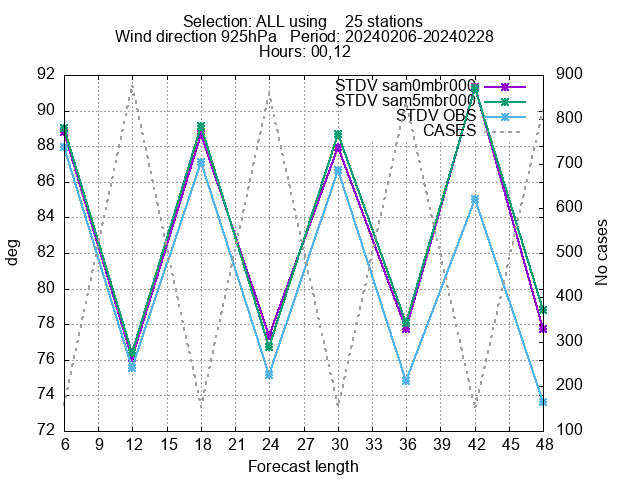 Selection: ALL using    25 stations
Wind direction 925hPa   Period: 20240206-20240228
Hours: 00,12
STDV sam0mbr000
STDV sam5mbr000
STDV OBS
CASES
deg
92
90
88
86
84
82
80
78
76
74
72
No cases
900
800
700
600
500
400
300
200
100
6 9 12 15 18 21 24 27 30 33 36 39 42 45 48
Forecast length